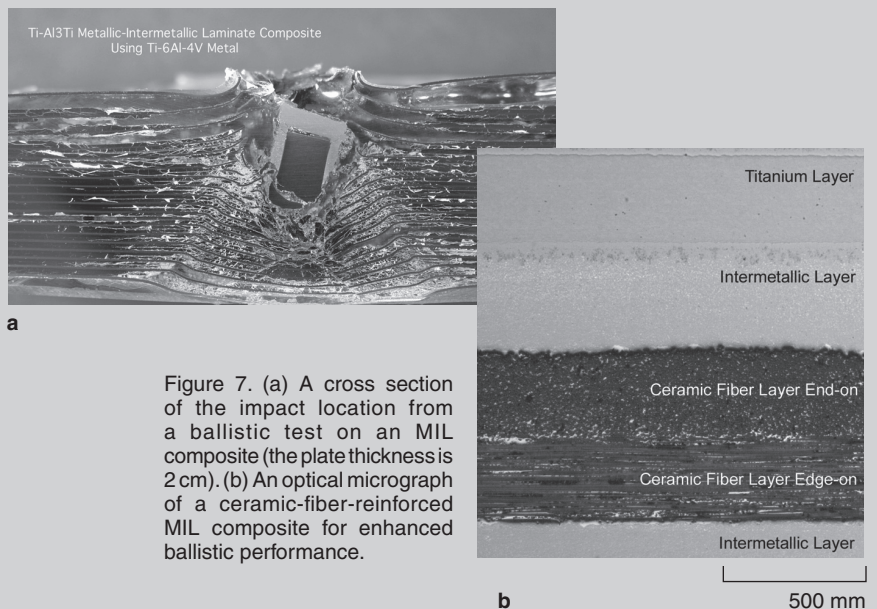 Ti-Al3Ti Metallic-Intermetallic Laminate Composite
Using Ti-6Al-4V Metal
a
Titanium Layer
Intermetallic Layer
Ceramic Fiber Layer End-on
Ceramic Fiber Layer Edge-on
Intermetallic Layer
b
500 mm
Figure 7. (a) A cross section
of the impact location from
a ballistic test on an MIL
composite (the plate thickness is
2 cm). (b) An optical micrograph
of a ceramic-fiber-reinforced
MIL composite for enhanced
ballistic performance.